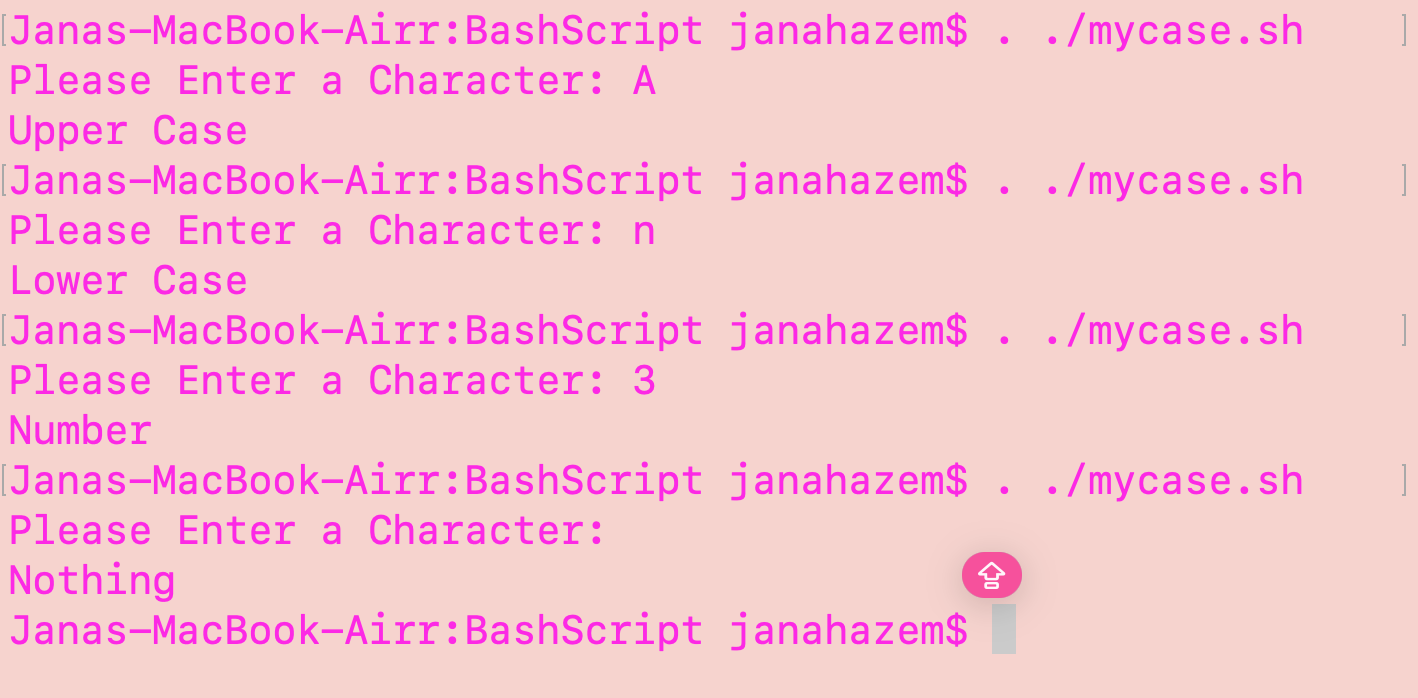 [Janas-MacBook-Airr:BashScript janahazem$ . ./mycase.sh ]
Please Enter a Character: A
Upper Case
[Janas-MacBook-Airr:BashScript janahazem$ . ./mycase.sh ]
Please Enter a Character: n
Lower Case
[Janas-MacBook-Airr:BashScript janahazem$ . ./mycase.sh ]
Please Enter a Character: 3
Number
[Janas-MacBook-Airr:BashScript janahazem$ . ./mycase.sh ]
Please Enter a Character:
Nothing
Janas-MacBook-Airr:BashScript janahazem$